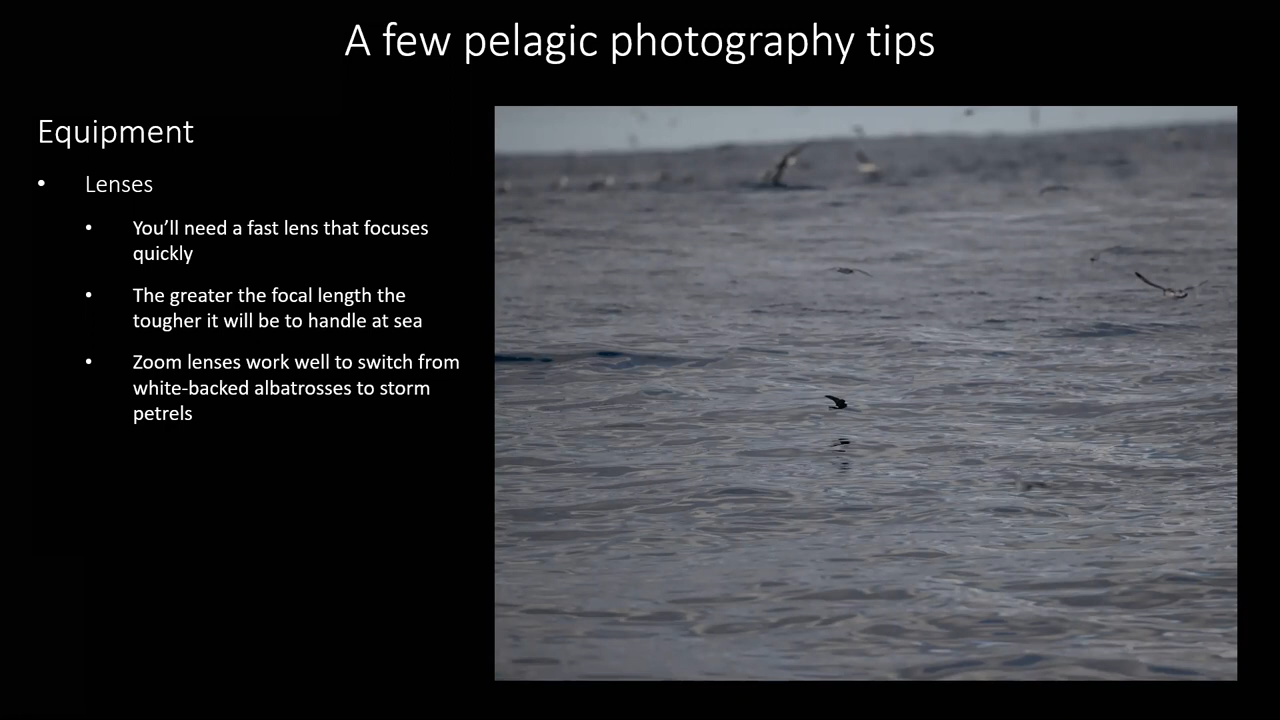 A few pelagic photography tips
Equipment
• Lenses
• You’ll need a fast lens that focuses
quickly
• The greater the focal length the
tougher it will be to handle at sea
• Zoom lenses work well to switch from
white-backed albatrosses to storm
petrels